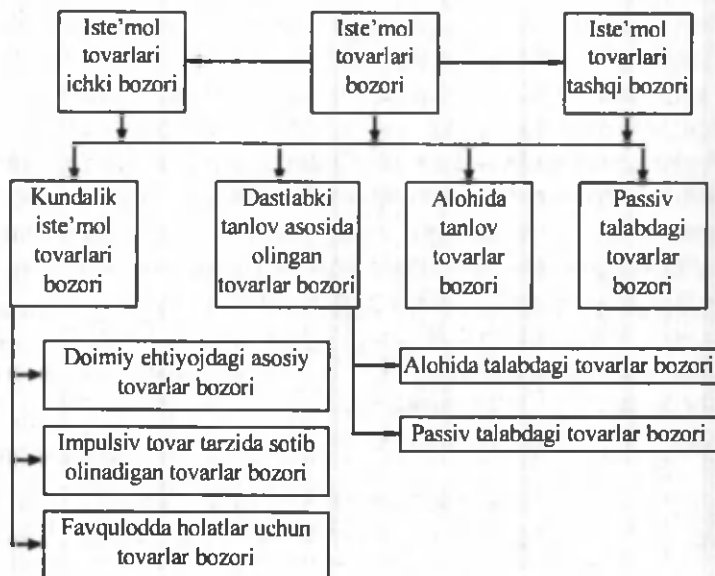 Iste’mol
tovarlari
ichki bozori
Iste’mol
tovarlari
bozori
Iste’mol
tovarlari
tashqi bozori
Kundalik
iste’mol
tovarlari
bozori
Dastlabki
tanlov asosida
olingan
tovarlar bozori
Alohida
tanlov
tovarlar
bozori
Passiv
talabdagi
tovarlar
bozori
Doimiy ehtiyojdagi asosiy
tovarlar bozori
Impulsiv tovar tarzida sotib
olinadigan tovarlar bozori
Favqulodda holatlar uchun
tovarlar bozori
Alohida talabdagi tovarlar bozori
Passiv talabdagi tovarlar bozori